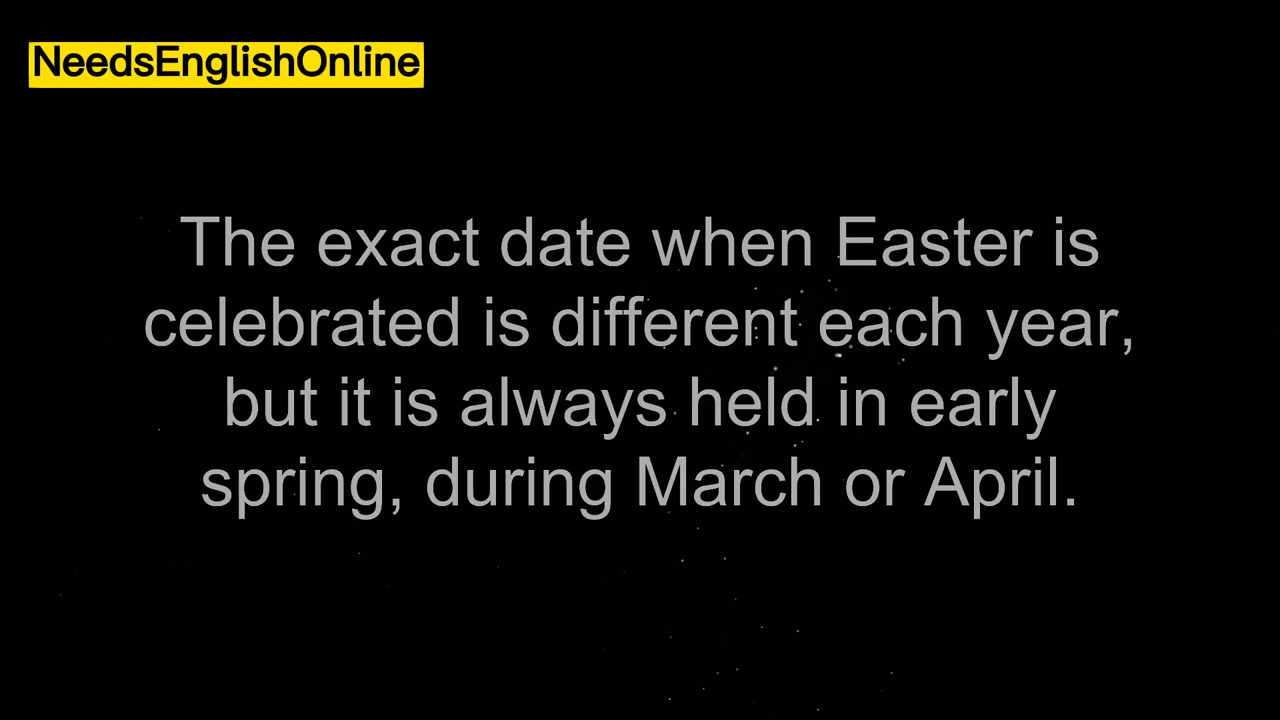 NeedsEnglishOnline
The exact date when Easter is
celebrated is different each year,
but it is always held in early
spring, during March or April.